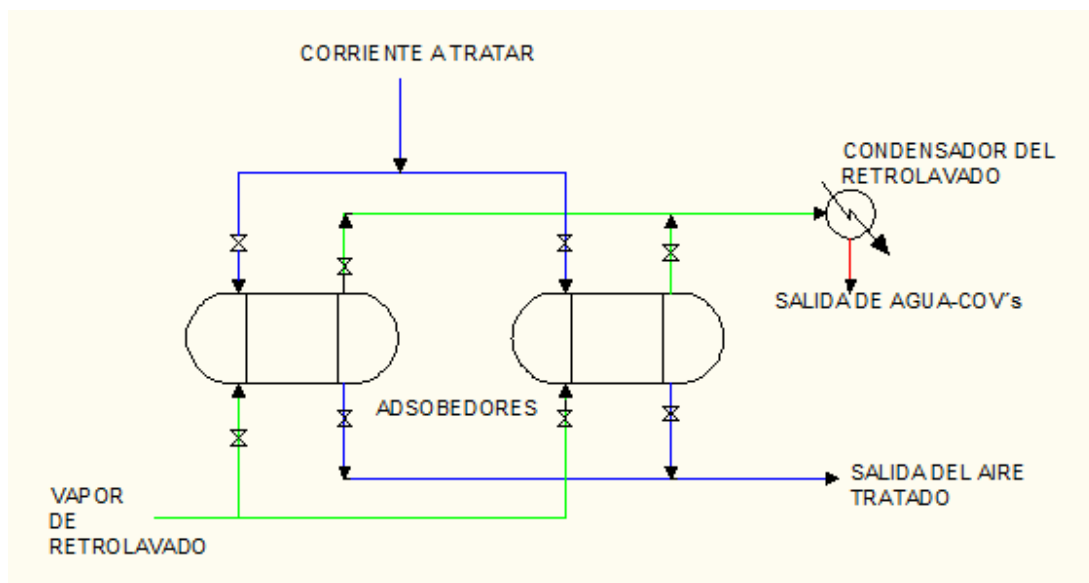 CORRIENTE A TRATAR
CONDENSADOR DEL
RETROLAVADO
SALIDA DE AGUA-COV´s
ADSOBEDORES
SALIDA DEL AIRE
TRATADO
VAPOR
DE
RETROLAVADO